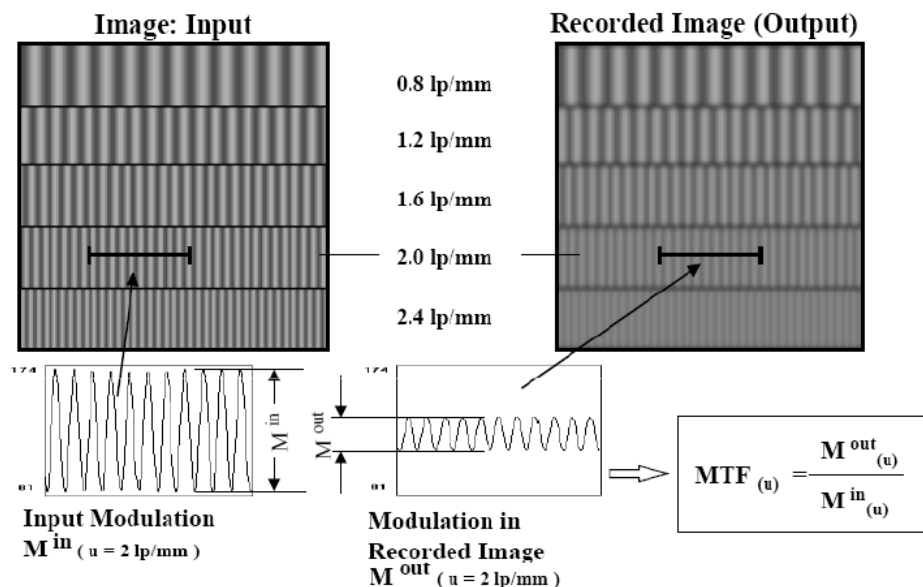 Image: Input
Recorded Image (Output)
0.8 lp/mm
1.2 lp/mm
1.6 lp/mm
2.0 lp/mm
2.4 lp/mm
174
M in
81
Input Modulation
M in ( u = 2 lp/mm )
174
M out
81
Modulation in
Recorded Image
M out ( u = 2 lp/mm )
MTF (u) = M out (u) / M in (u)